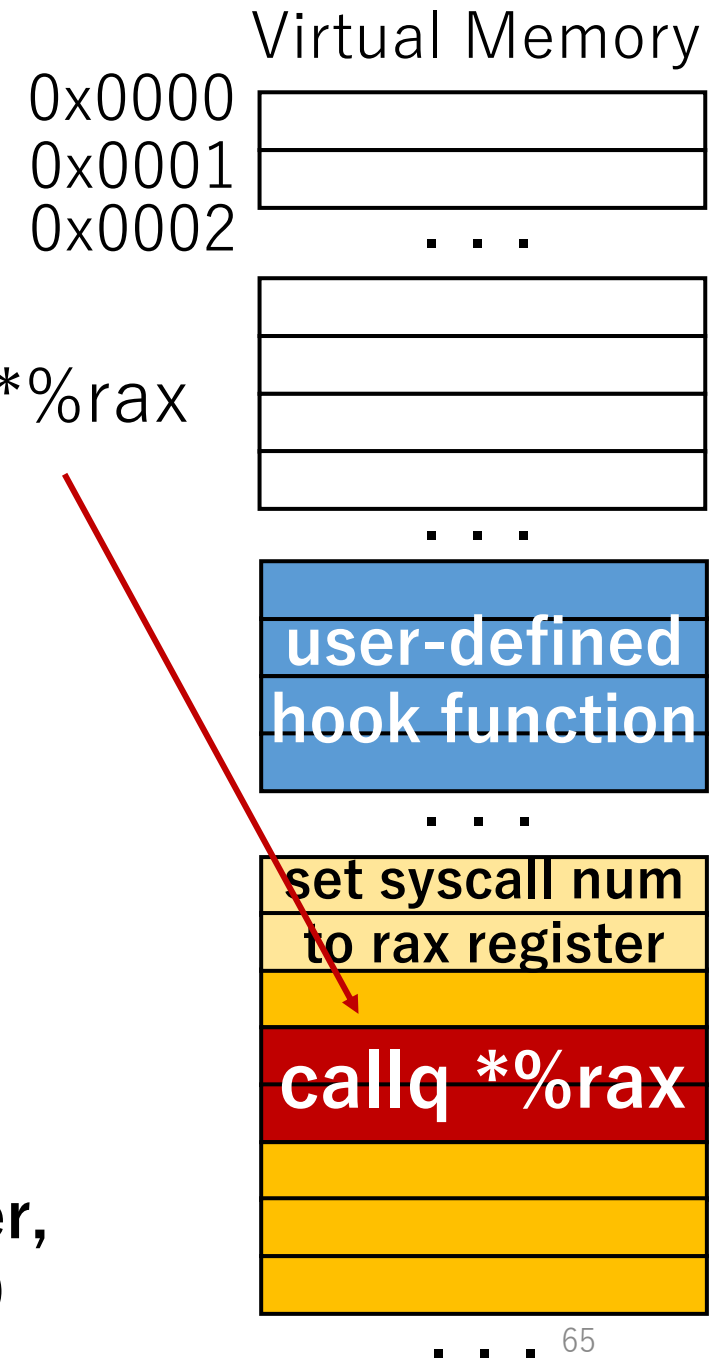 Virtual Memory
0x0000
0x0001
0x0002
. . .
*%rax
. . .
user-defined
hook function
. . .
set syscall num
to rax register
callq *%rax
er,
)
. . .
65